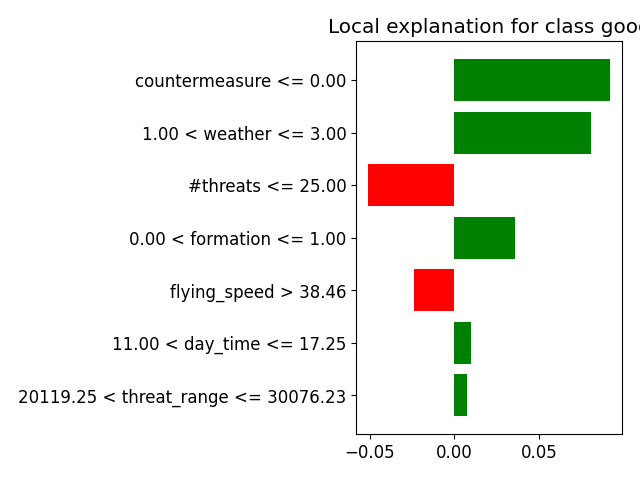 Local explanation for class good
countermeasure <= 0.00
1.00 < weather <= 3.00
#threats <= 25.00
0.00 < formation <= 1.00
flying_speed > 38.46
11.00 < day_time <= 17.25
20119.25 < threat_range <= 30076.23
−0.05 0.00 0.05